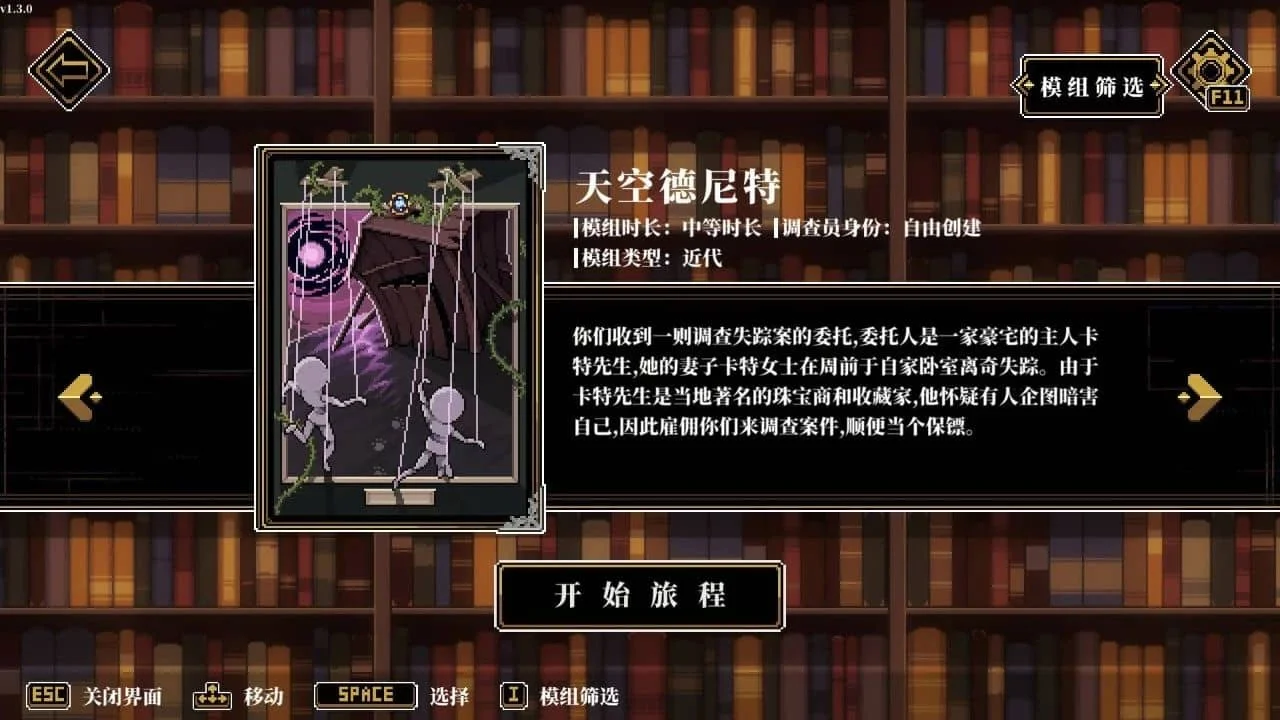 v1.3.0
模组筛选
F11
天空德尼特
模组时长：中等时长 调查员身份：自由创建
模组类型：近代
你们收到一则调查失踪案的委托,委托人是一家豪宅的主人卡
特先生,她的妻子卡特女士在周前于自家卧室离奇失踪。由于
卡特先生是当地著名的珠宝商和收藏家,他怀疑有人企图暗害
自己,因此雇佣你们来调查案件,顺便当个保镖。
开始旅程
ESC 关闭界面 移动 SPACE 选择 I 模组筛选